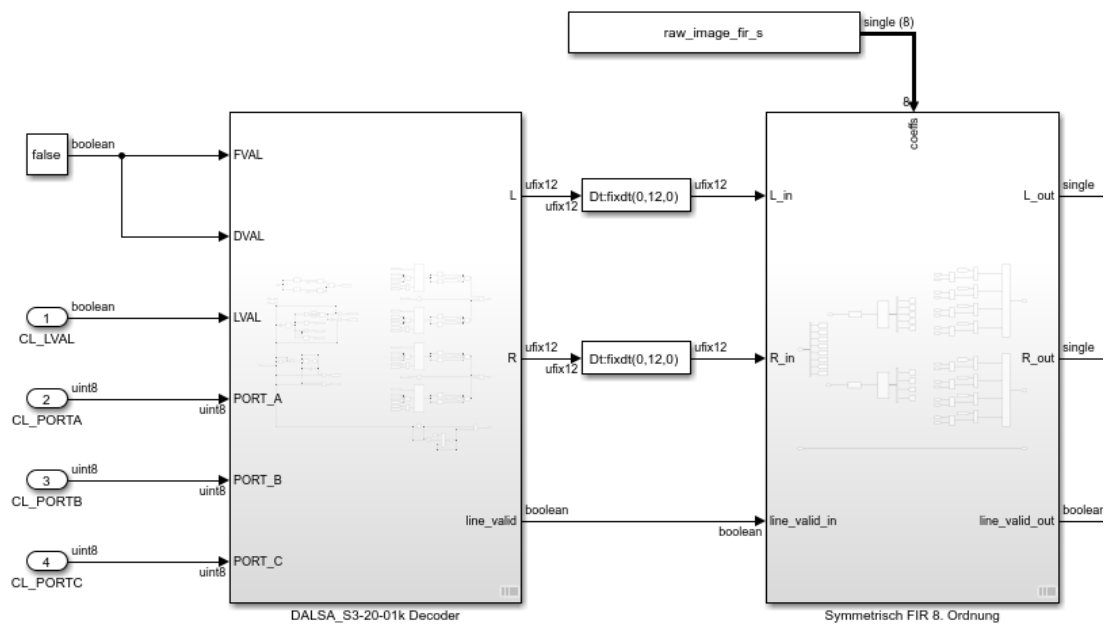 single (8)
raw_image_fir_s
8
coeffs
false
boolean
FVAL
DVAL
L
ufix12
ufix12
Dt:fixdt(0,12,0)
ufix12
L_in
L_out
single
boolean
1
CL_LVAL
LVAL
R
ufix12
ufix12
Dt:fixdt(0,12,0)
ufix12
R_in
R_out
single
uint8
2
CL_PORTA
uint8
PORT_A
uint8
3
CL_PORTB
uint8
PORT_B
line_valid
boolean
boolean
line_valid_in
line_valid_out
boolean
uint8
4
CL_PORTC
uint8
PORT_C
DALSA_S3-20-01k Decoder
Symmetrisch FIR 8. Ordnung